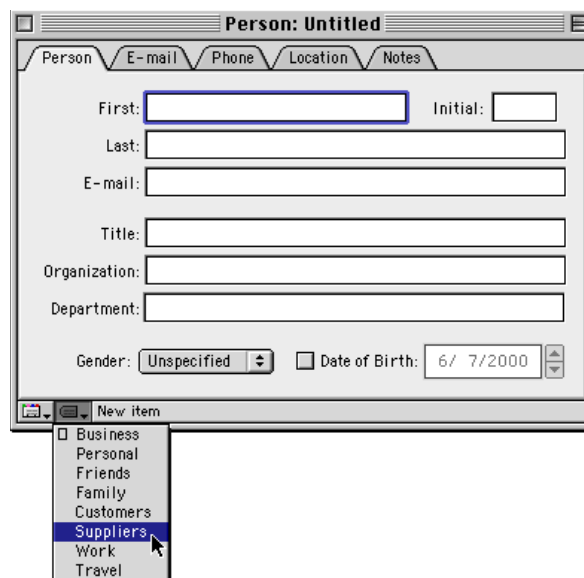 Person: Untitled
Person E-mail Phone Location Notes
First: Initial:
Last:
E-mail:
Title:
Organization:
Department:
Gender: Unspecified Date of Birth: 6/ 7/2000
New item
Business
Personal
Friends
Family
Customers
Suppliers
Work
Travel